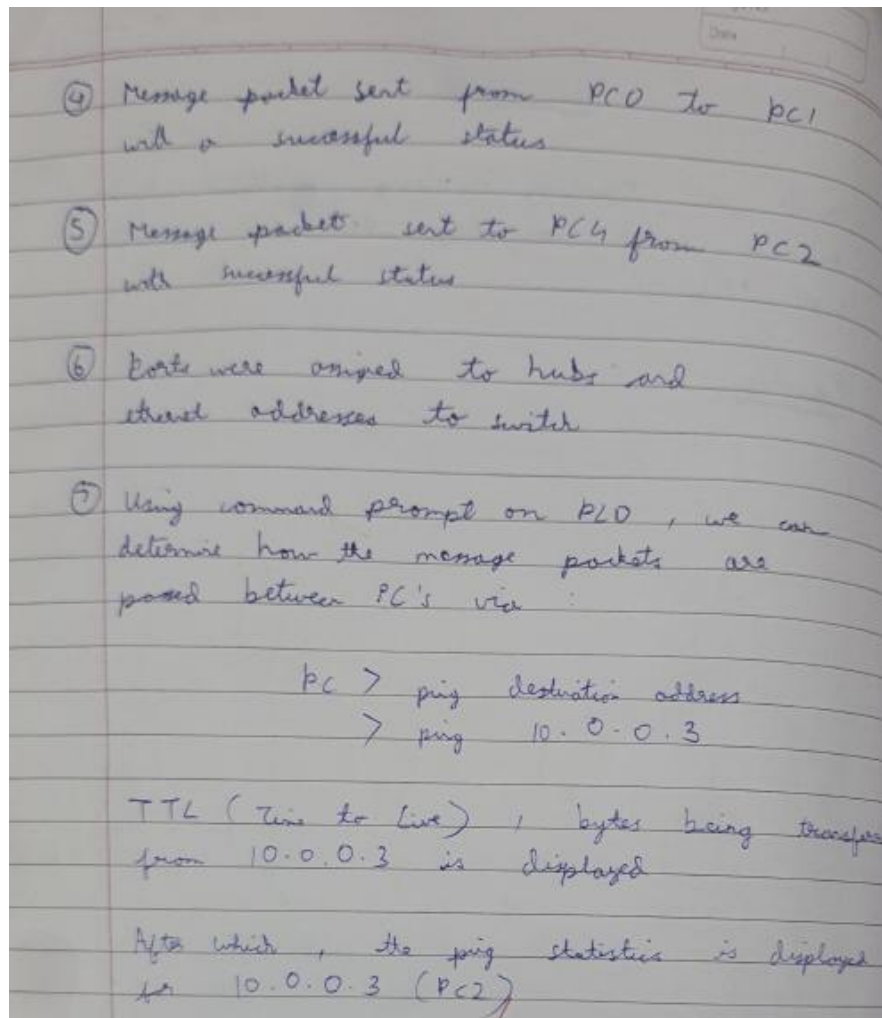 Date
④ Message packet sent from PC0 to PC1
with a successful status
⑤ Message packet sent to PC4 from PC2
with successful status
⑥ Ports were assigned to hubs and
ethernet addresses to switch
⑦ Using command prompt on PC0, we can
determine how the message packets are
passed between PC's via :
PC > ping destination address
> ping 10.0.0.3
TTL (Time to Live), bytes being transfer
from 10.0.0.3 is displayed
After which, the ping statistics is displayed
for 10.0.0.3 (PC2)